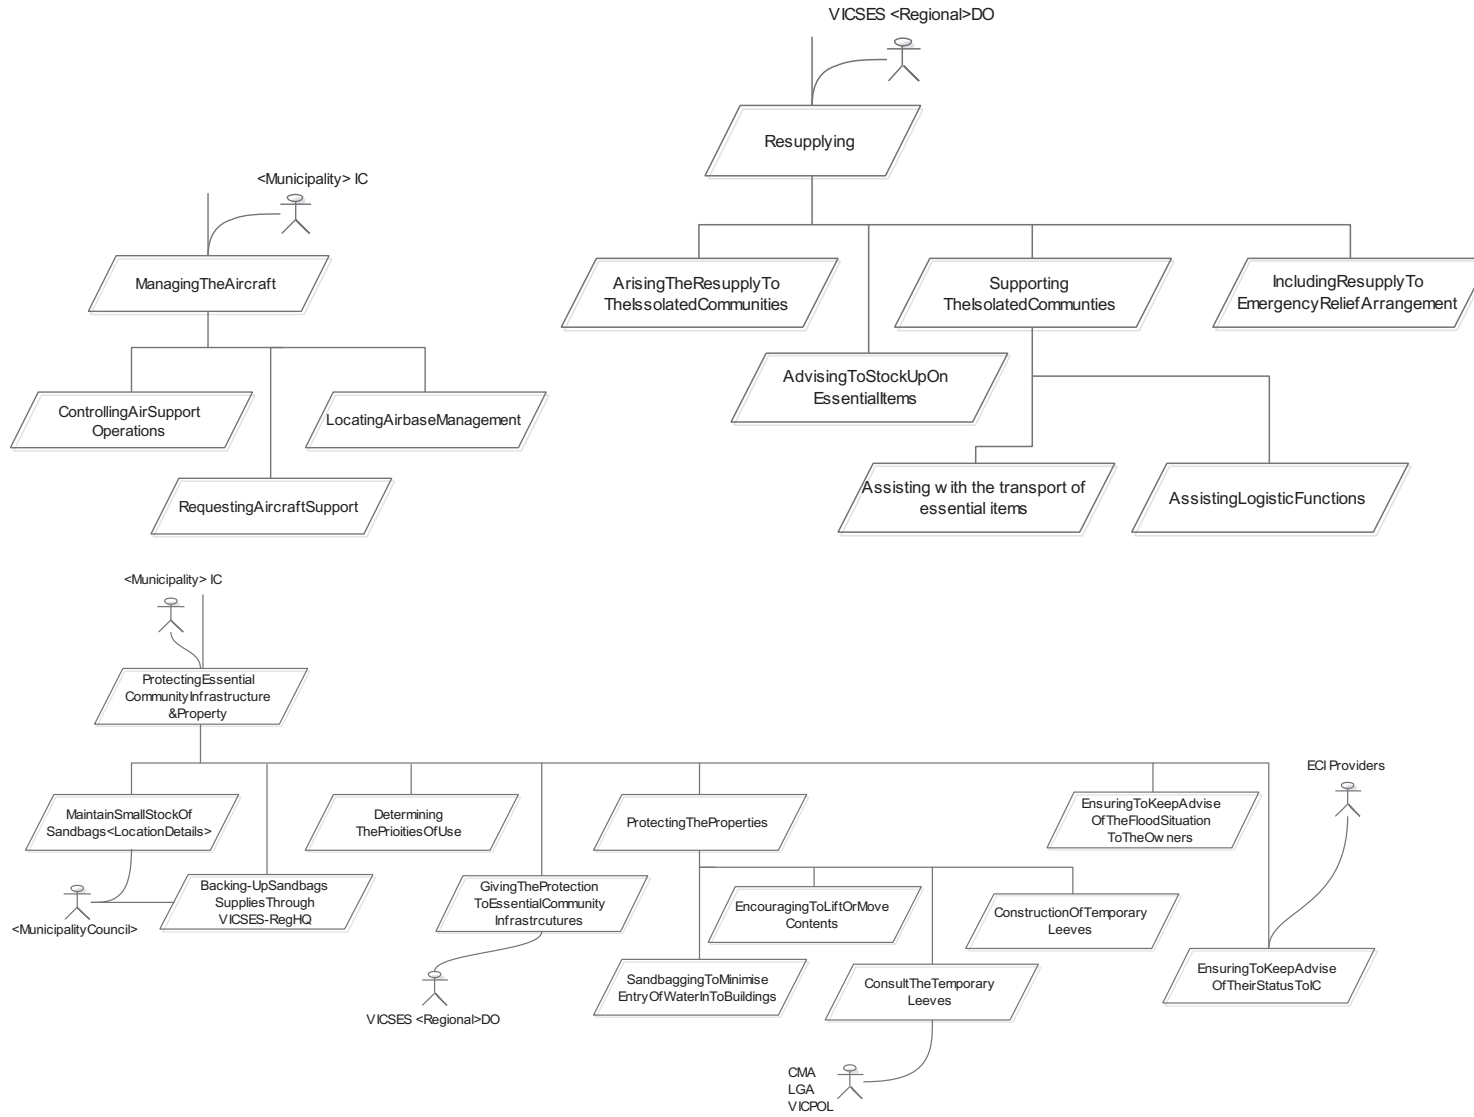 VICSES <Regional>DO
Resupplying
<Municipality> IC
ManagingTheAircraft
ArisingTheResupplyTo
TheIssolatedCommunities
Supporting
TheIsolatedCommunties
IncludingResupplyTo
EmergencyReliefArrangement
AdvisingToStockUpOn
EssentialItems
ControllingAirSupport
Operations
LocatingAirbaseManagement
RequestingAircraftSupport
Assisting with the transport of
essential items
AssistingLogisticFunctions
<Municipality> IC
ProtectingEssential
CommunityInfrastructure
&Property
ECI Providers
MaintainSmallStockOf
Sandbags<LocationDetails>
Determining
ThePrioitiesOfUse
ProtectingTheProperties
EnsuringToKeepAdvise
OfTheFloodSituation
ToTheOwners
Backing-UpSandbags
SuppliesThrough
VICSES-RegHQ
GivingTheProtection
ToEssentialCommunity
Infrastrcutures
EncouragingToLiftOrMove
Contents
ConstructionOfTemporary
Leeves
<MunicipalityCouncil>
SandbaggingToMinimise
EntryOfWaterInToBuildings
ConsultTheTemporary
Leeves
EnsuringToKeepAdvise
OfTheirStatusToIC
VICSES <Regional>DO
CMA
LGA
VICPOL